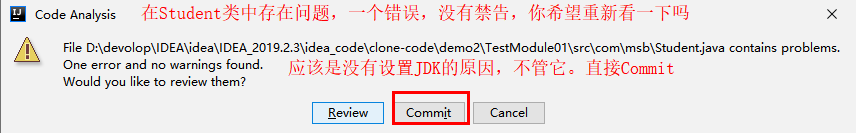 Code Analysis
在Student类中存在问题，一个错误，没有禁告，你希望重新看一下吗
File D:\devolop\IDEA\idea\IDEA_2019.2.3\idea_code\clone-code\demo2\TestModule01\src\com\msb\Student.java contains problems.
One error and no warnings found.
Would you like to review them?
应该是没有设置JDK的原因，不管它。直接Commit
Review
Commit
Cancel